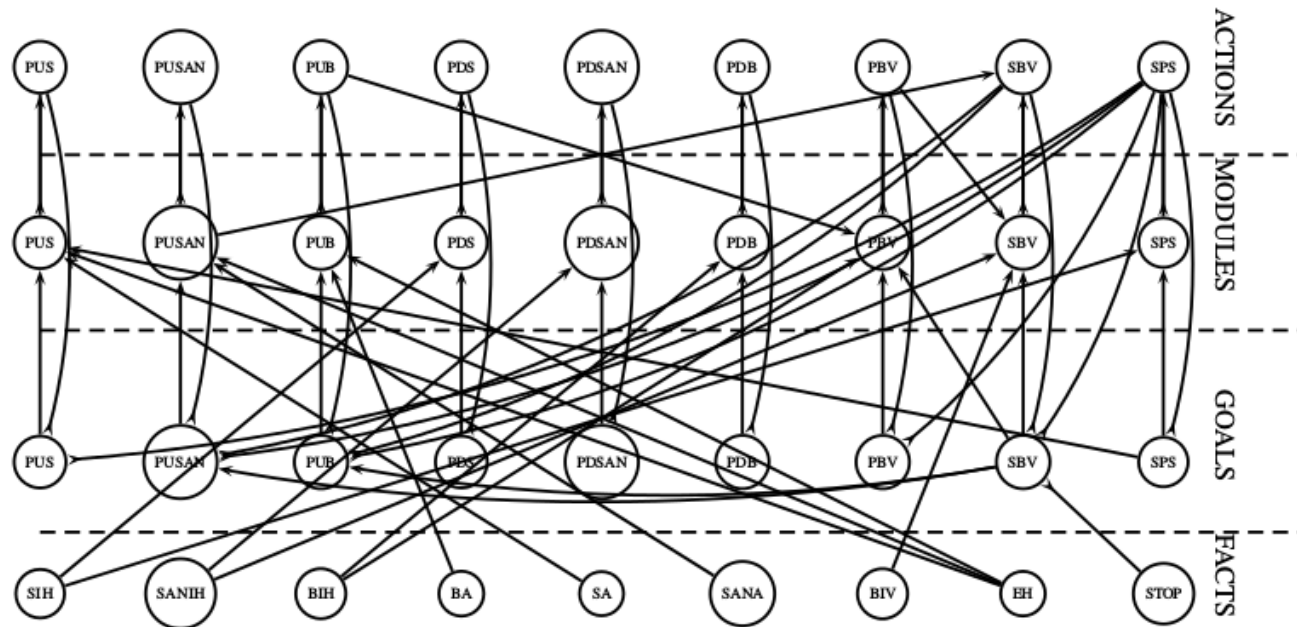 PUS PUSAN PUB PDS PDSAN PDB PBV SBV SPS
ACTIONS
PUS PUSAN PUB PDS PDSAN PDB PBV SBV SPS
MODULES
PUS PUSAN PUB PDS PDSAN PDB PBV SBV SPS
GOALS
SIH SANIH BIH BA SA SANA BIV EH STOP
FACTS